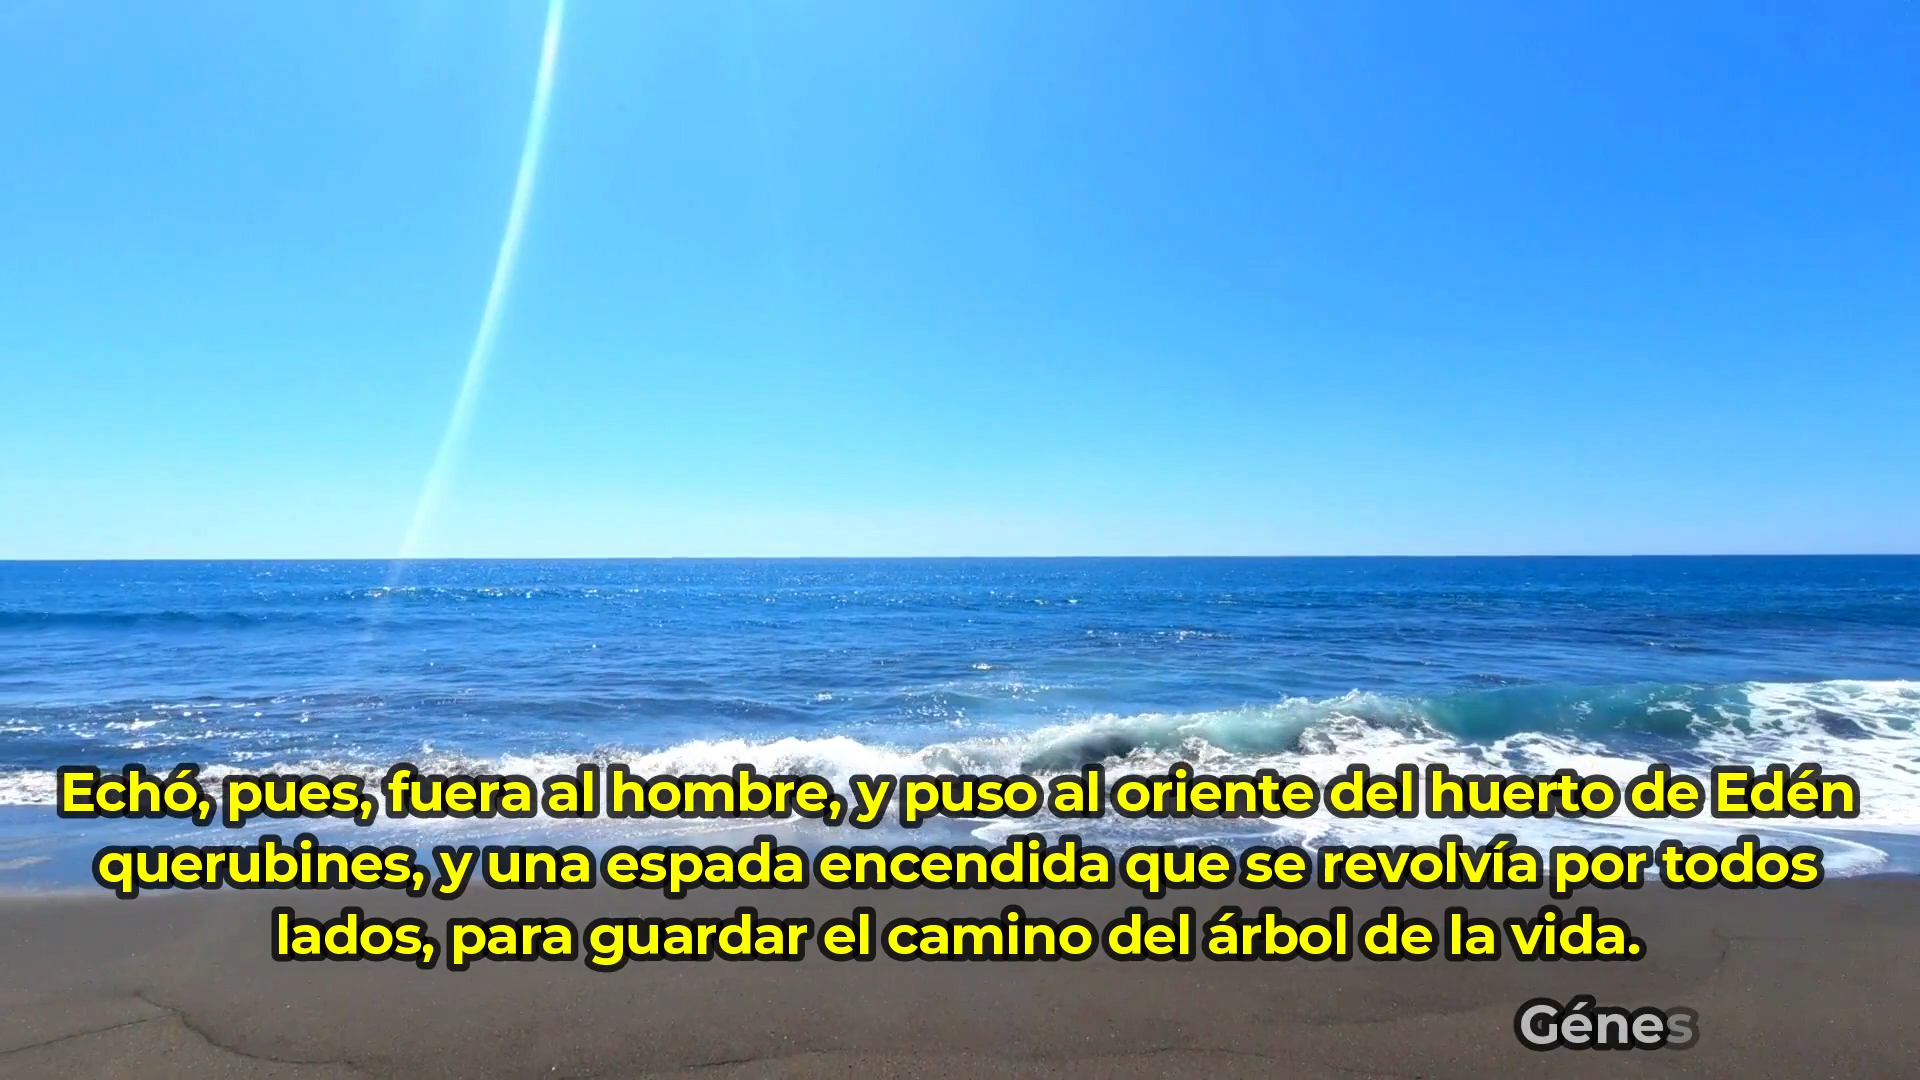 Echó, pues, fuera al hombre, y puso al oriente del huerto de Edén
querubines, y una espada encendida que se revolvía por todos
lados, para guardar el camino del árbol de la vida.
Génes